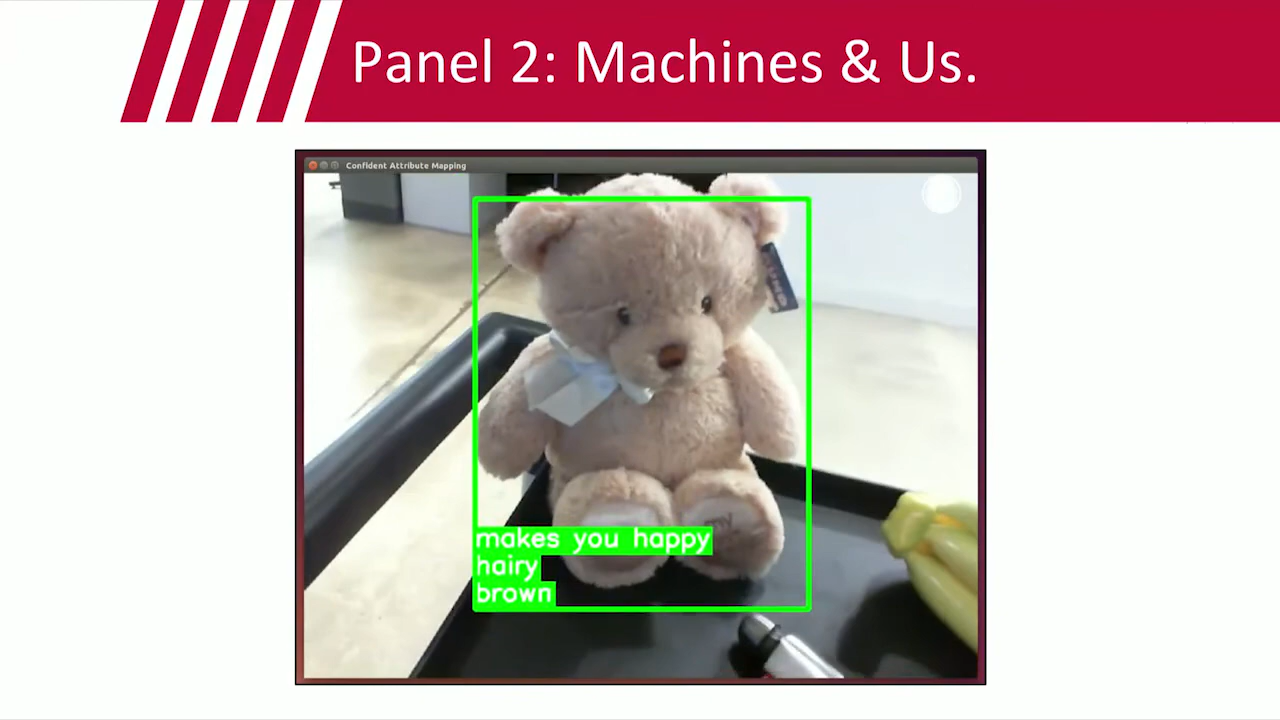 Panel 2: Machines & Us.
Confident Attribute Mapping
makes you happy
hairy
brown